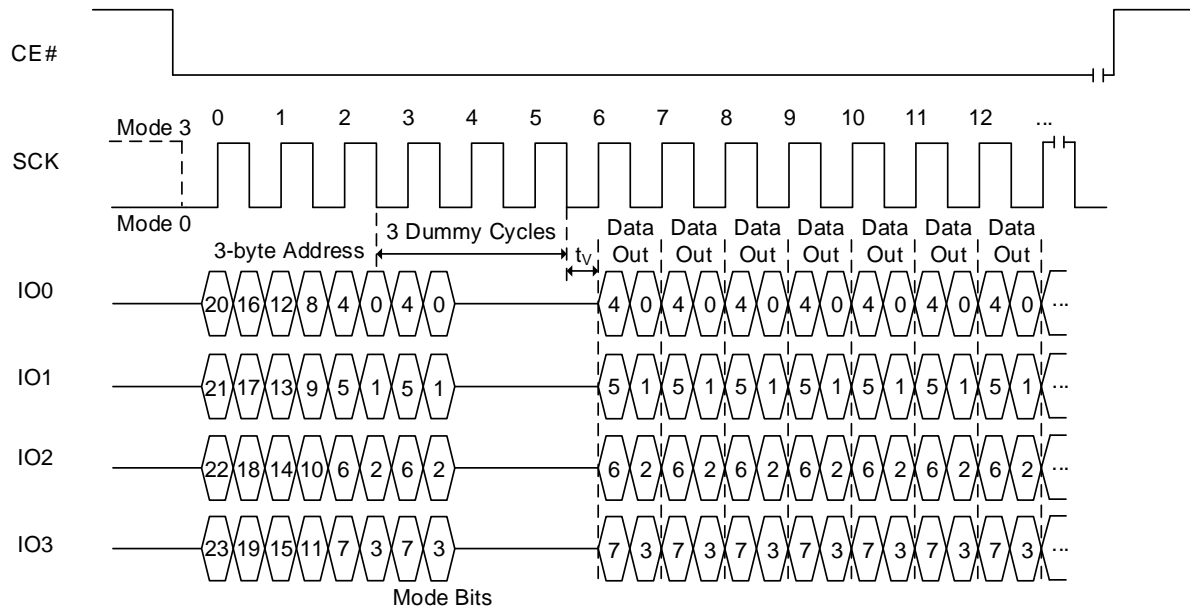 CE#
Mode 3
0 1 2 3 4 5 6 7 8 9 10 11 12 ...
SCK
Mode 0
3-byte Address
3 Dummy Cycles
tV
Data Out
Data Out
Data Out
Data Out
Data Out
Data Out
Data Out
IO0
20 16 12 8 4 0 4 0 4 0 4 0 4 0 4 0 4 0 4 0 4 0 ...
IO1
21 17 13 9 5 1 5 1 5 1 5 1 5 1 5 1 5 1 5 1 5 1 ...
IO2
22 18 14 10 6 2 6 2 6 2 6 2 6 2 6 2 6 2 6 2 6 2 ...
IO3
23 19 15 11 7 3 7 3 7 3 7 3 7 3 7 3 7 3 7 3 7 3 ...
Mode Bits